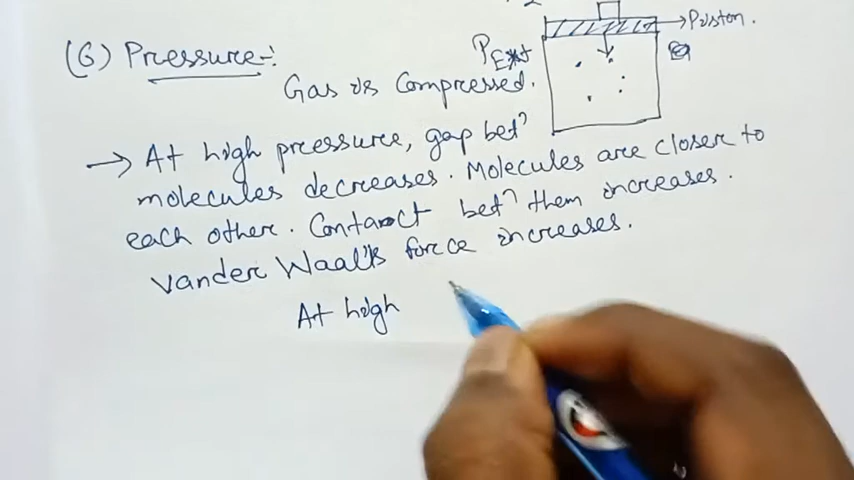 (6) Pressure:-
→ Piston.
P Ext
Gas is Compressed.
→ At high pressure, gap betn
molecules decreases. Molecules are closer to
each other. Contact betn them increases.
Vander Waal's force increases.
At high